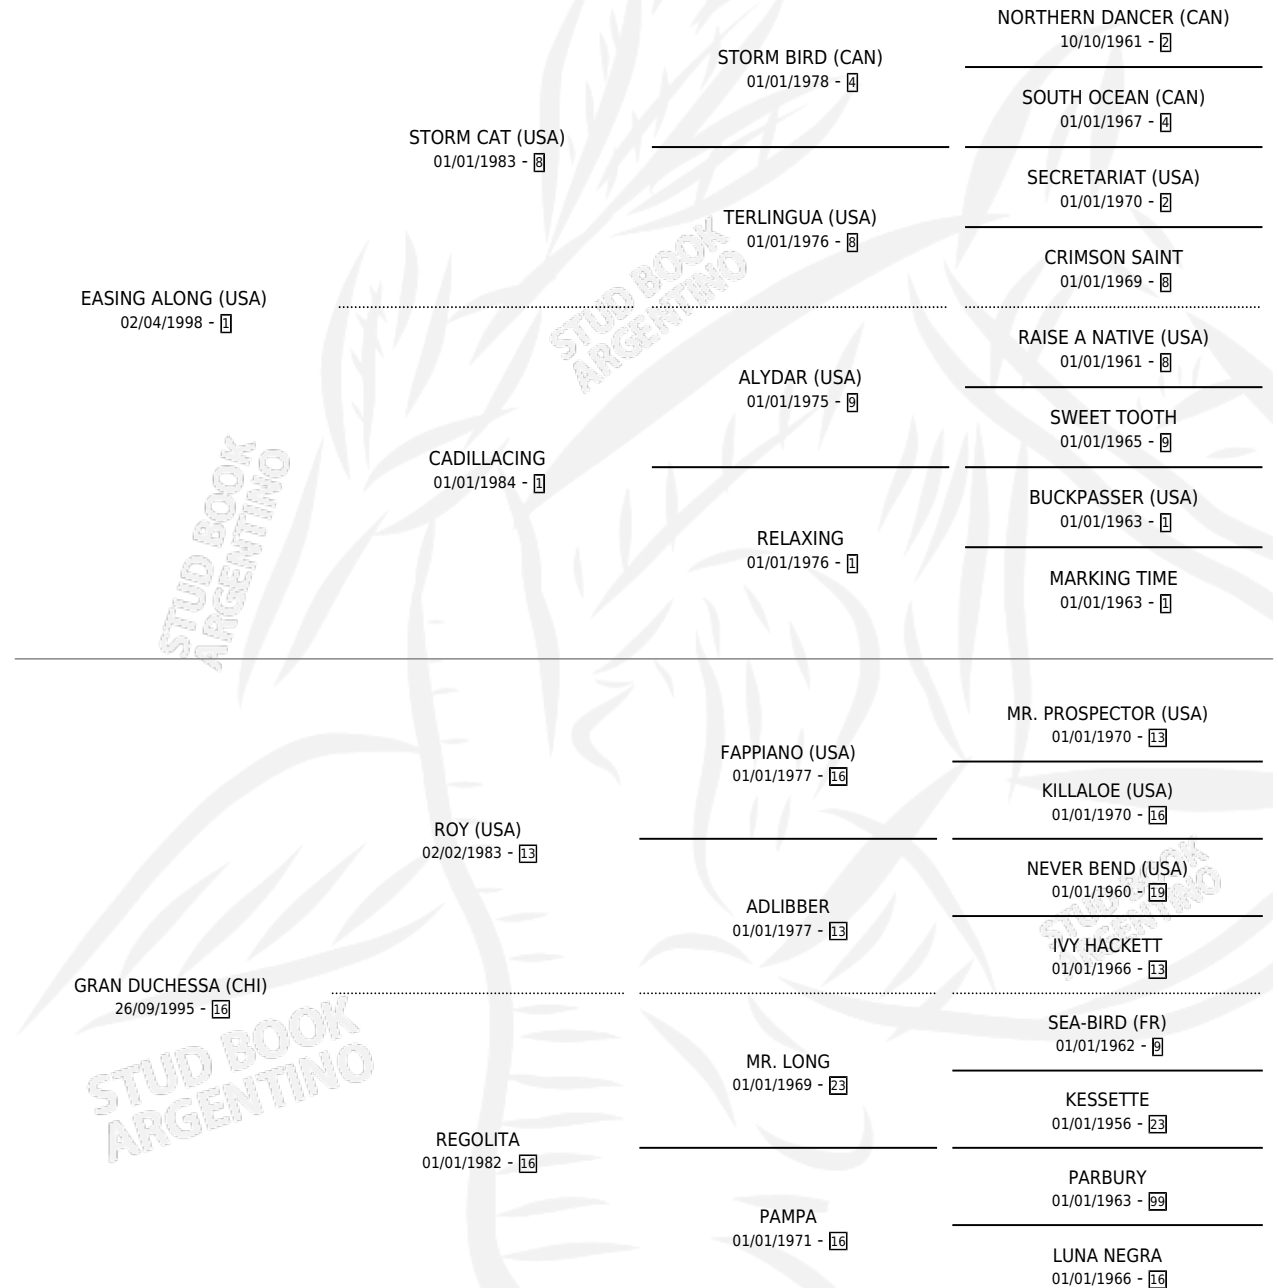 NORTHERN DANCER (CAN)
10/10/1961 - 2
STORM BIRD (CAN)
01/01/1978 - 4
SOUTH OCEAN (CAN)
01/01/1967 - 4
STORM CAT (USA)
01/01/1983 - 8
SECRETARIAT (USA)
01/01/1970 - 2
TERLINGUA (USA)
01/01/1976 - 8
CRIMSON SAINT
01/01/1969 - 8
EASING ALONG (USA)
02/04/1998 - 1
STUD BOOK
ARGENTINO
RAISE A NATIVE (USA)
01/01/1961 - 8
ALYDAR (USA)
01/01/1975 - 9
SWEET TOOTH
01/01/1965 - 9
CADILLACING
01/01/1984 - 1
BUCKPASSER (USA)
01/01/1963 - 1
RELAXING
01/01/1976 - 1
MARKING TIME
01/01/1963 - 1
STUD BOOK
ARGENTINO
MR. PROSPECTOR (USA)
01/01/1970 - 13
FAPPIANO (USA)
01/01/1977 - 16
KILLALOE (USA)
01/01/1970 - 16
ROY (USA)
02/02/1983 - 13
NEVER BEND (USA)
01/01/1960 - 19
ADLIBBER
01/01/1977 - 13
STUD BOOK
ARGENTINO
IVY HACKETT
01/01/1966 - 13
GRAN DUCHESSA (CHI)
26/09/1995 - 16
SEA-BIRD (FR)
01/01/1962 - 9
STUD BOOK
ARGENTINO
MR. LONG
01/01/1969 - 23
KESSETTE
01/01/1956 - 23
REGOLITA
01/01/1982 - 16
PARBURY
01/01/1963 - 99
PAMPA
01/01/1971 - 16
LUNA NEGRA
01/01/1966 - 16